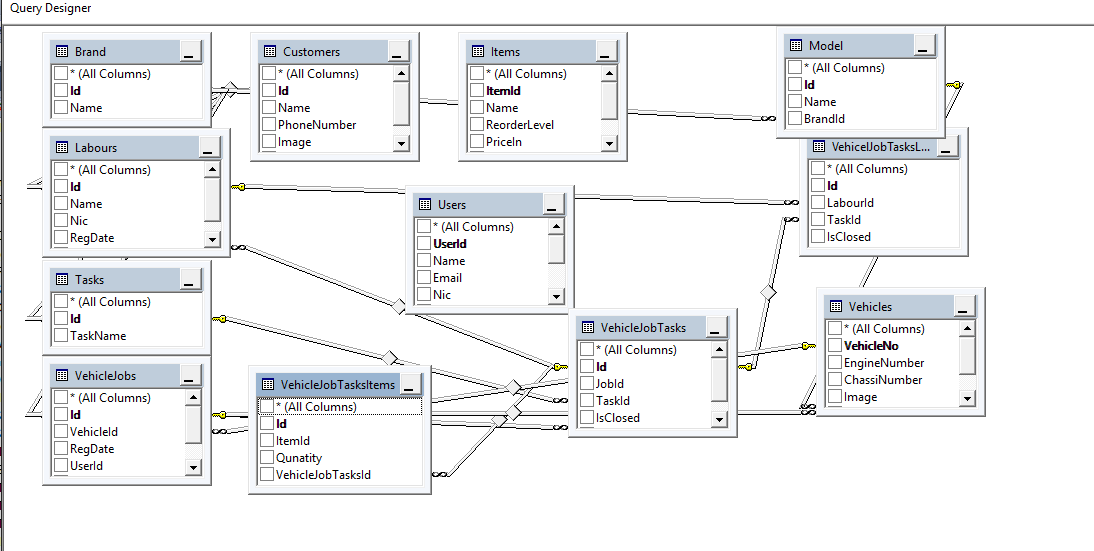 Query Designer
Brand
* (All Columns)
Id
Name
Customers
* (All Columns)
Id
Name
PhoneNumber
Image
Items
* (All Columns)
ItemId
Name
ReorderLevel
PriceIn
Model
* (All Columns)
Id
Name
BrandId
Labours
* (All Columns)
Id
Name
Nic
RegDate
VehicelJobTasksL...
* (All Columns)
Id
LabourId
TaskId
IsClosed
Users
* (All Columns)
UserId
Name
Email
Nic
Tasks
* (All Columns)
Id
TaskName
Vehicles
* (All Columns)
VehicleNo
EngineNumber
ChassiNumber
Image
VehicleJobTasks
* (All Columns)
Id
JobId
TaskId
IsClosed
VehicleJobs
* (All Columns)
Id
VehicleId
RegDate
UserId
VehicleJobTasksItems
* (All Columns)
Id
ItemId
Qunatity
VehicleJobTasksId